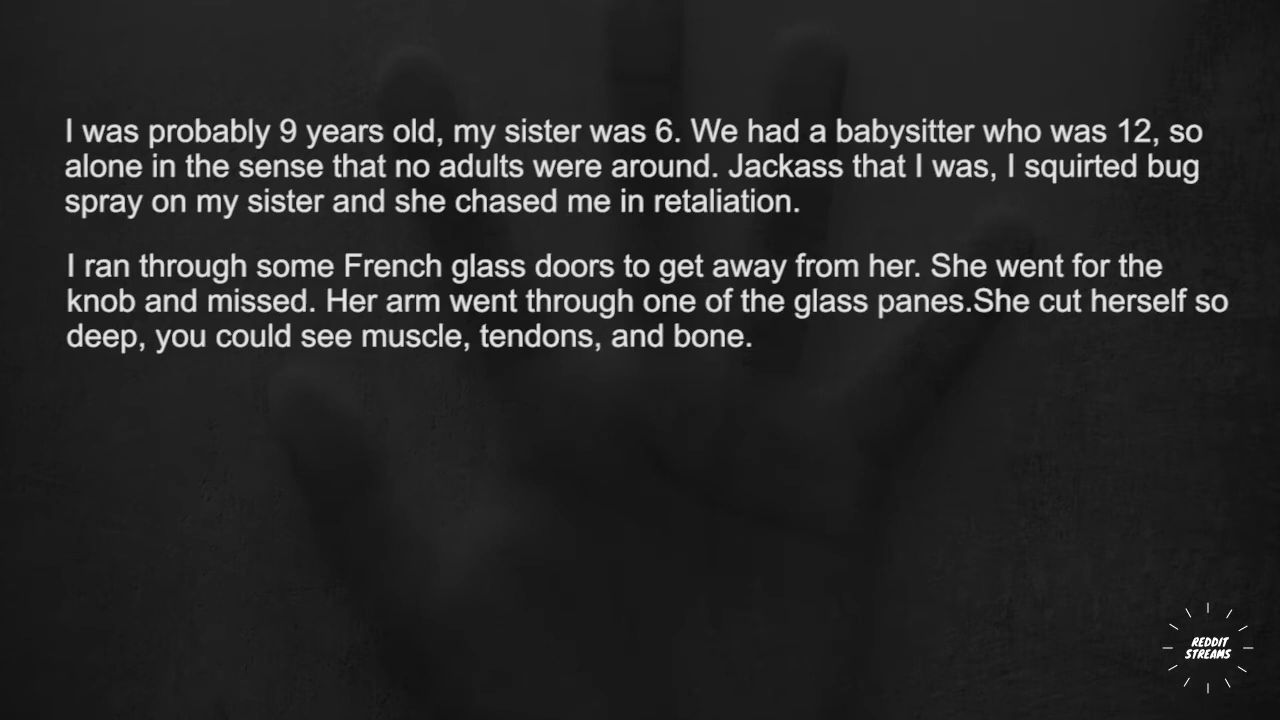 I was probably 9 years old, my sister was 6. We had a babysitter who was 12, so
alone in the sense that no adults were around. Jackass that I was, I squirted bug
spray on my sister and she chased me in retaliation.
I ran through some French glass doors to get away from her. She went for the
knob and missed. Her arm went through one of the glass panes.She cut herself so
deep, you could see muscle, tendons, and bone.
REDDIT
STREAMS